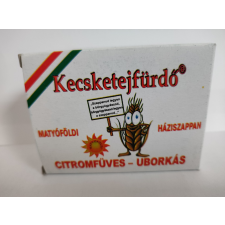 Kecsketejfürdő®
MATYÓFÖLDI
HÁZISZAPPAN
CITROMFÜVES - UBORKÁS